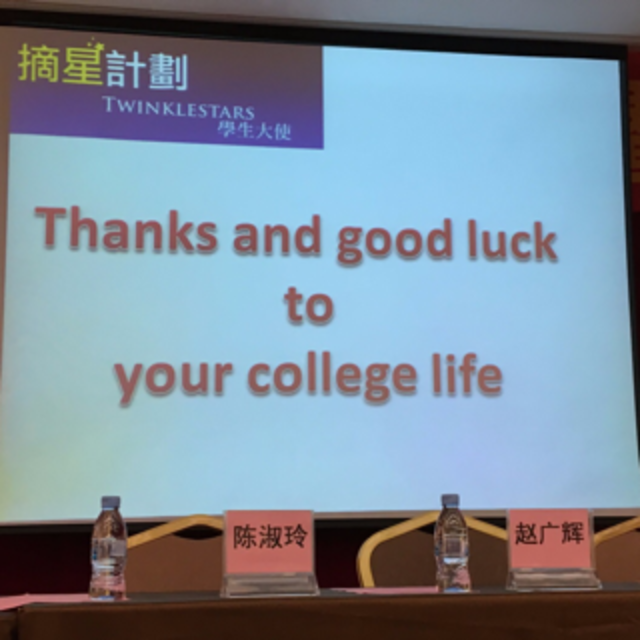 摘星計劃
TWINKLESTARS
學生大使
Thanks and good luck
to
your college life
陈淑玲
赵广辉